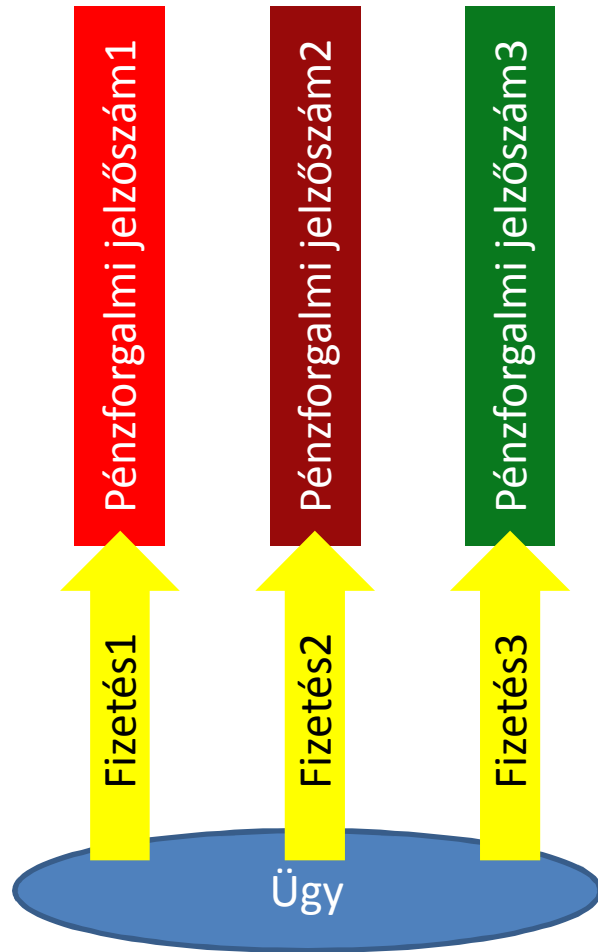 Pénzforgalmi jelzőszám1
Pénzforgalmi jelzőszám2
Pénzforgalmi jelzőszám3
Fizetés1
Fizetés2
Fizetés3
Ügy